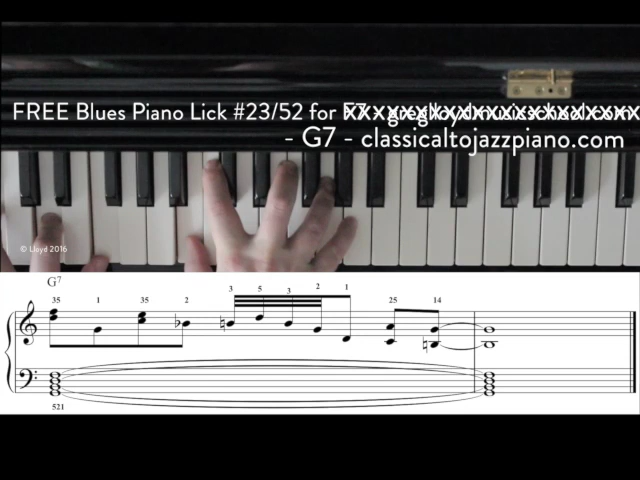 FREE Blues Piano Lick #23/52 for
- G7 - classicaltojazzpiano.com
© Lloyd 2016
G7
35 1 35 2 3 5 3 2 1 25 14
521